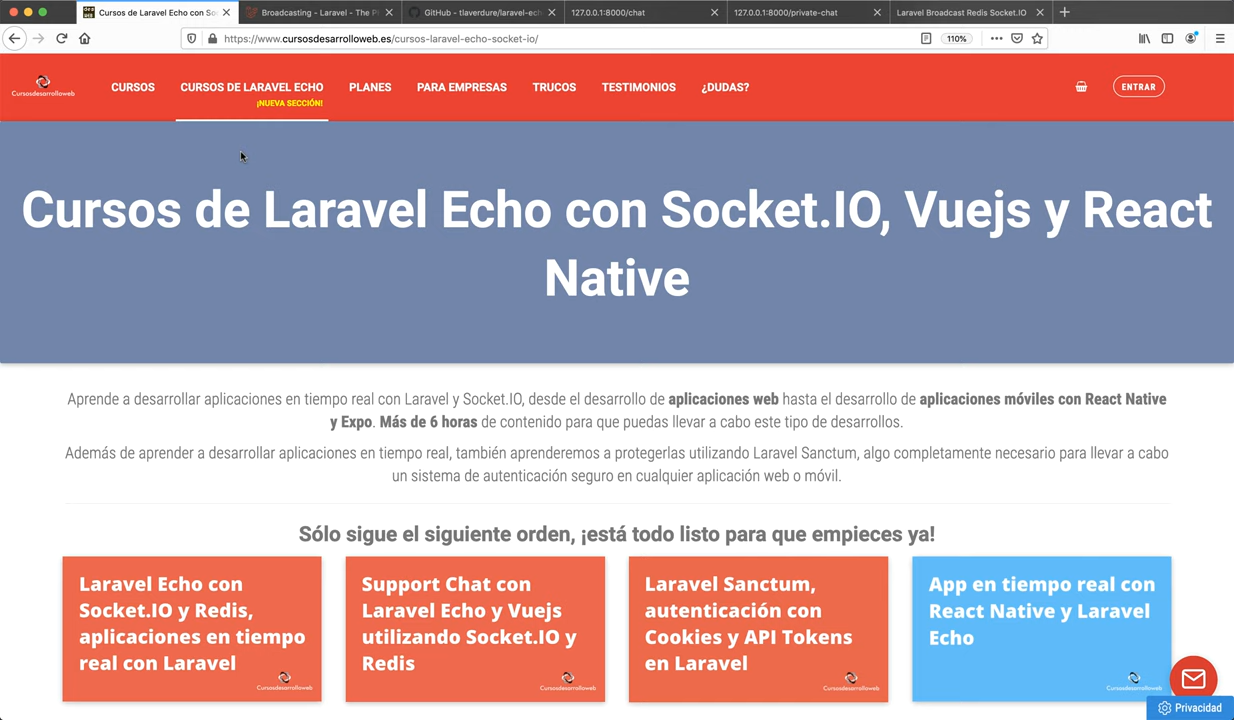 Cursos de Laravel Echo con So
Broadcasting - Laravel - The P
GitHub - tlaverdure/laravel-ech
127.0.0.1:8000/chat
127.0.0.1:8000/private-chat
Laravel Broadcast Redis Socket.IO
https://www.cursosdesarrolloweb.es/cursos-laravel-echo-socket-io/
110%
Cursosdesarrolloweb
CURSOS
CURSOS DE LARAVEL ECHO
¡NUEVA SECCIÓN!
PLANES
PARA EMPRESAS
TRUCOS
TESTIMONIOS
¿DUDAS?
ENTRAR
Cursos de Laravel Echo con Socket.IO, Vuejs y React
Native
Aprende a desarrollar aplicaciones en tiempo real con Laravel y Socket.IO, desde el desarrollo de aplicaciones web hasta el desarrollo de aplicaciones móviles con React Native
y Expo. Más de 6 horas de contenido para que puedas llevar a cabo este tipo de desarrollos.
Además de aprender a desarrollar aplicaciones en tiempo real, también aprenderemos a protegerlas utilizando Laravel Sanctum, algo completamente necesario para llevar a cabo
un sistema de autenticación seguro en cualquier aplicación web o móvil.
Sólo sigue el siguiente orden, ¡está todo listo para que empieces ya!
Laravel Echo con
Socket.IO y Redis,
aplicaciones en tiempo
real con Laravel
Cursosdesarrolloweb
Support Chat con
Laravel Echo y Vuejs
utilizando Socket.IO y
Redis
Cursosdesarrolloweb
Laravel Sanctum,
autenticación con
Cookies y API Tokens
en Laravel
Cursosdesarrolloweb
App en tiempo real con
React Native y Laravel
Echo
Cursosdesarrolloweb
Privacidad